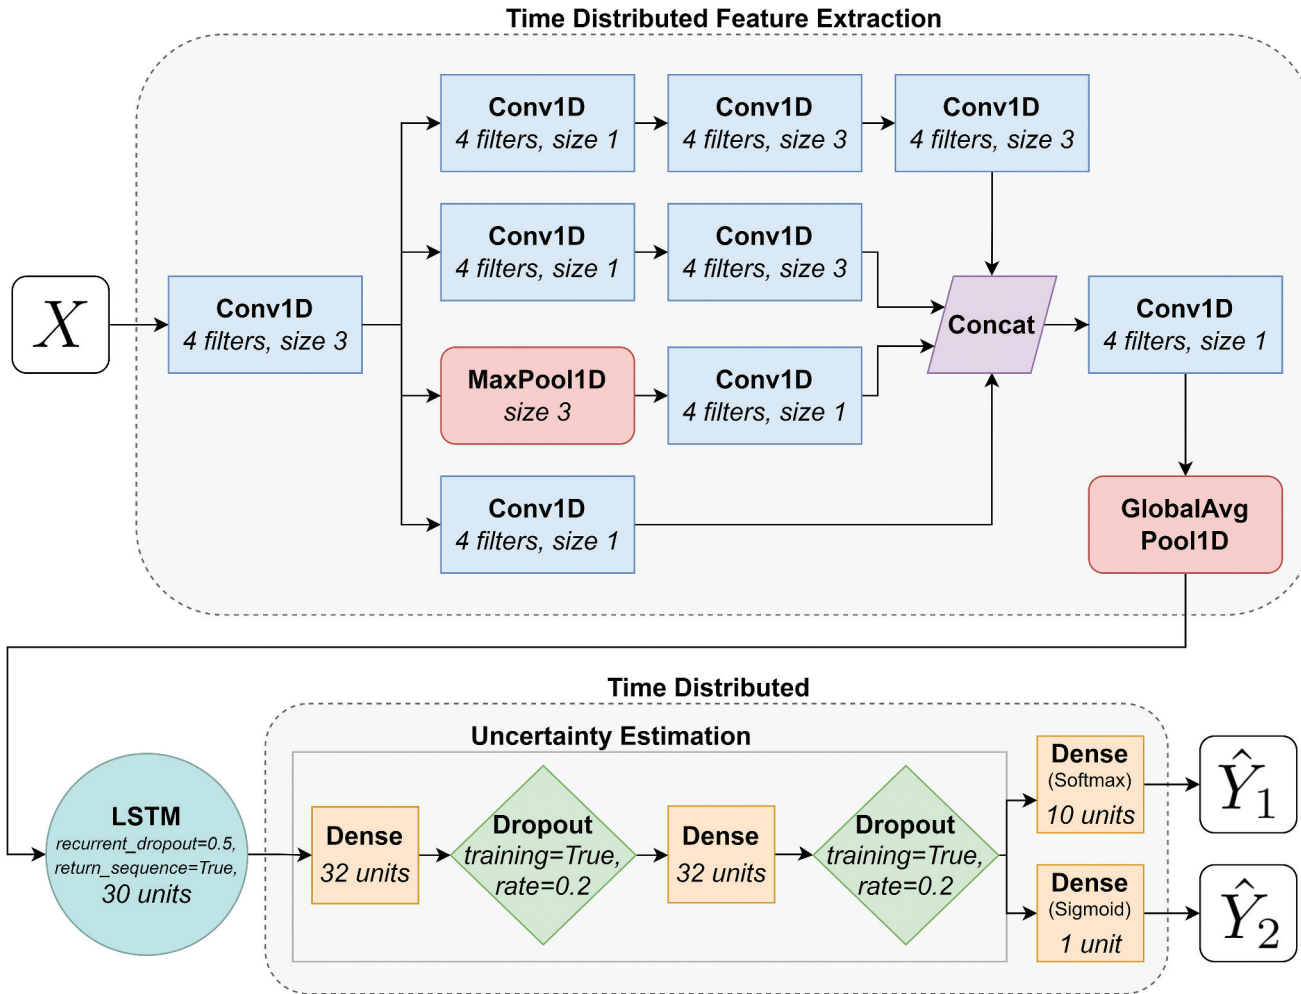 Time Distributed Feature Extraction
Conv1D
4 filters, size 1
Conv1D
4 filters, size 3
Conv1D
4 filters, size 3
Conv1D
4 filters, size 1
Conv1D
4 filters, size 3
X
Conv1D
4 filters, size 3
Concat
Conv1D
4 filters, size 1
MaxPool1D
size 3
Conv1D
4 filters, size 1
Conv1D
4 filters, size 1
GlobalAvg
Pool1D
Time Distributed
Uncertainty Estimation
LSTM
recurrent_dropout=0.5,
return_sequence=True,
30 units
Dense
32 units
Dropout
training=True,
rate=0.2
Dense
32 units
Dropout
training=True,
rate=0.2
Dense
(Softmax)
10 units
Ŷ₁
Dense
(Sigmoid)
1 unit
Ŷ₂